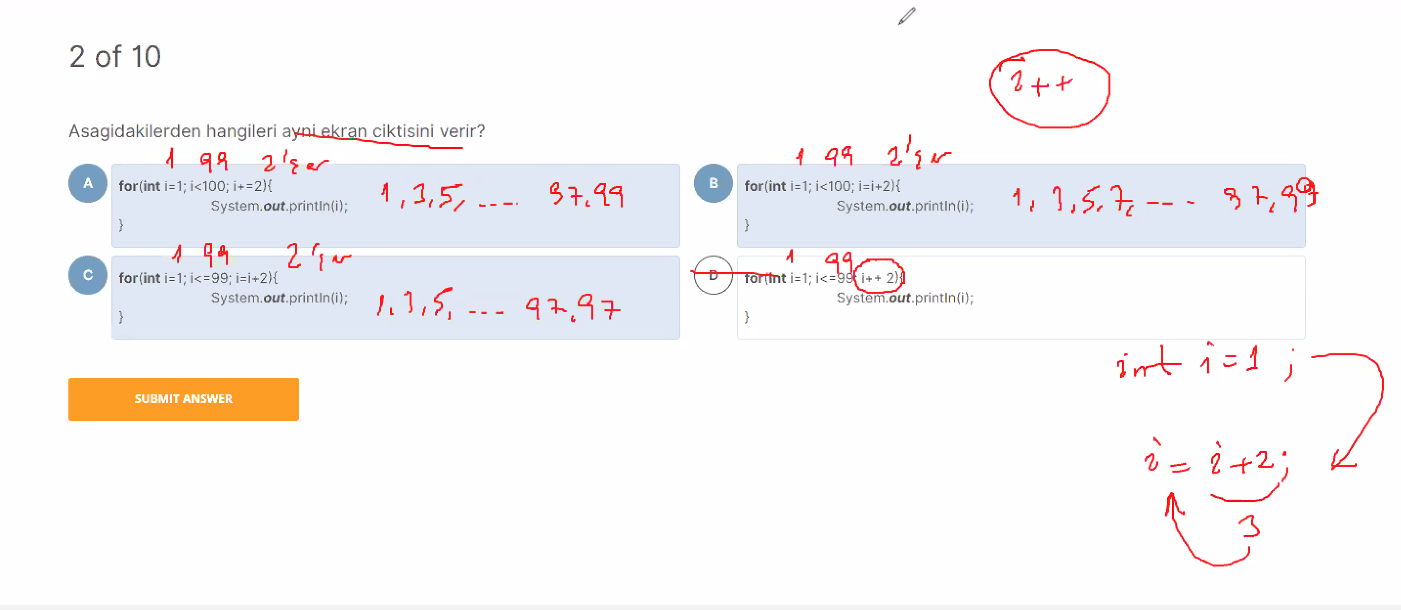 2 of 10
i++
Asagidakilerden hangileri ayni ekran ciktisini verir?
1 99 2'şer
1 99 2'şer
A
for(int i=1; i<100; i+=2){
System.out.println(i);
}
1,3,5, .... 97,99
B
for(int i=1; i<100; i=i+2){
System.out.println(i);
}
1, 3,5,7, --- - 97,99
1 99 2'şer
1 99
C
for(int i=1; i<=99; i=i+2){
System.out.println(i);
}
1,3,5, --- 97,97
D
for(int i=1; i<=99; i++ 2){
System.out.println(i);
}
int i=1 ;
SUBMIT ANSWER
i = i+2;
3